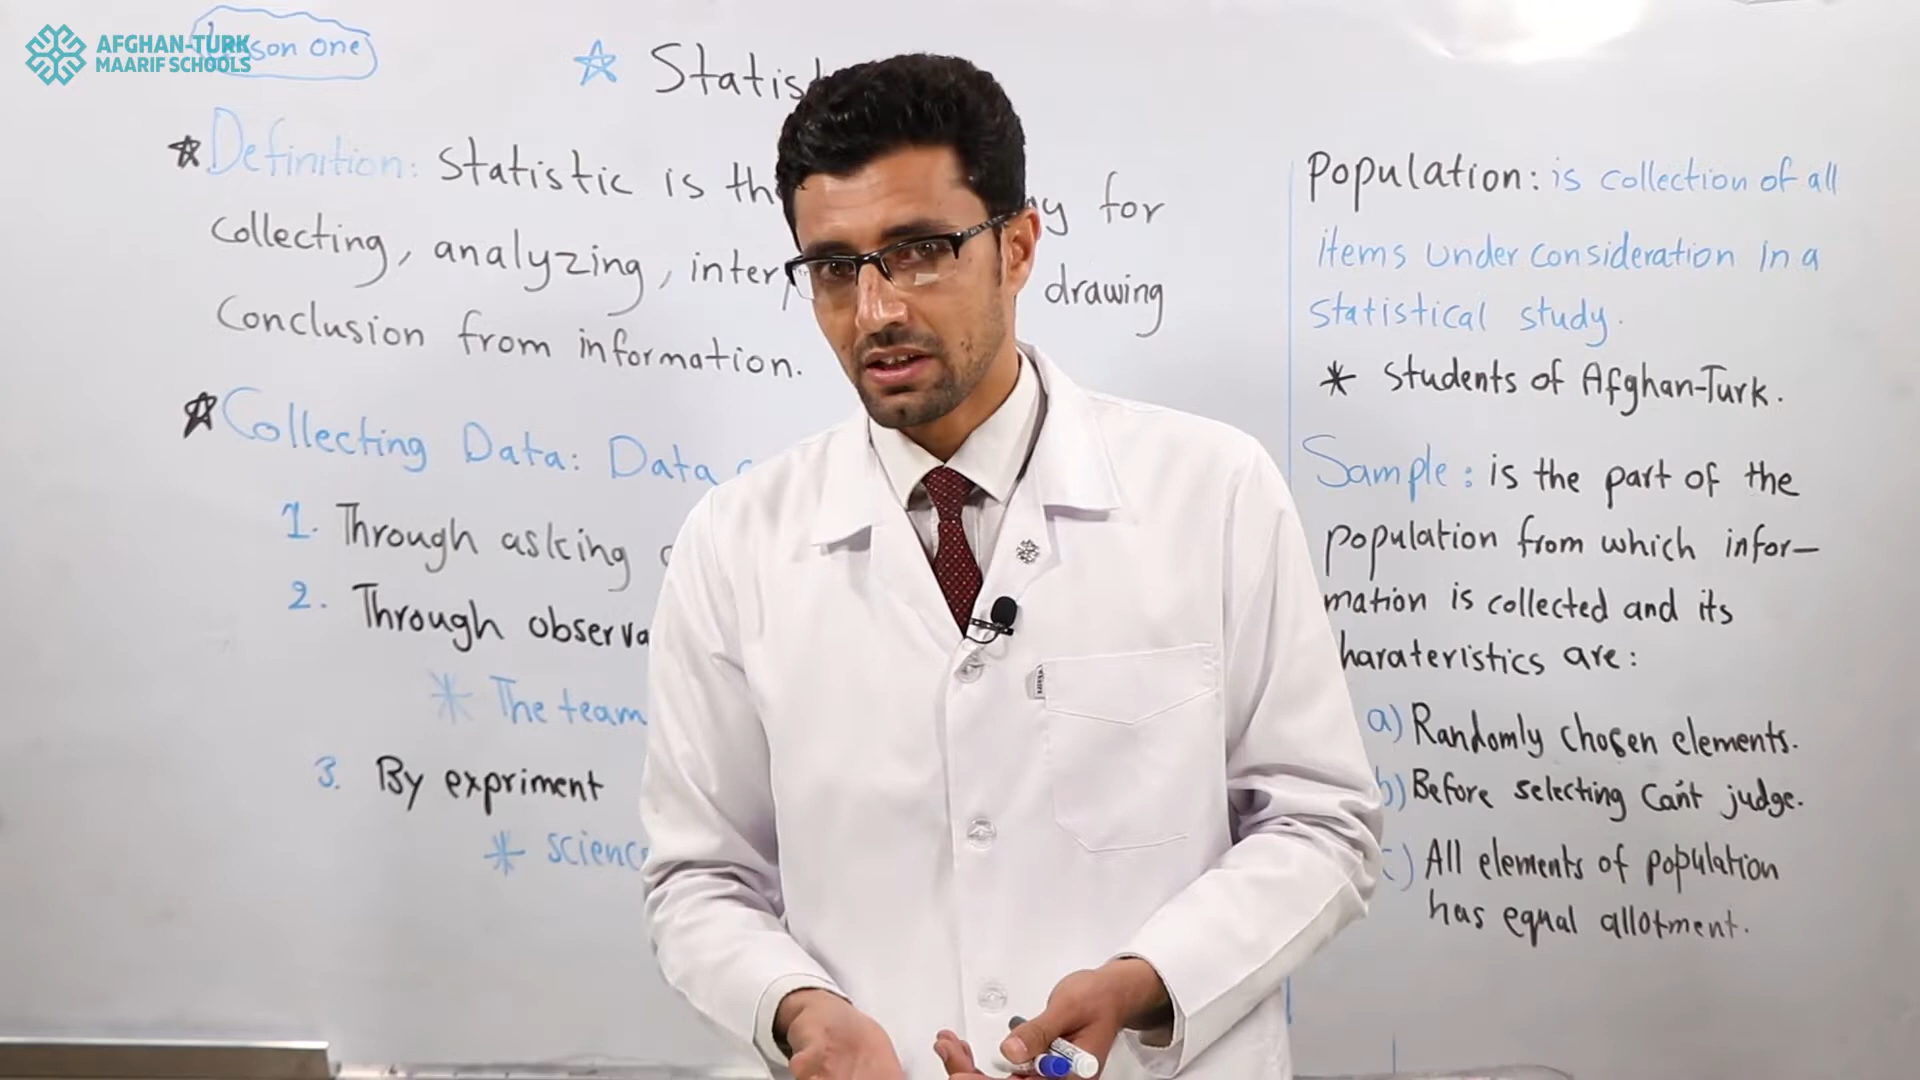 AFGHAN-TURK
MAARIF SCHOOLS
son one
Statis
Definition: Statistic is th
collecting, analyzing, inter drawing
for
Conclusion from information.
Collecting Data: Data
1. Through asking
2. Through observa
* The team
3. By expriment
* scienc
Population: is collection of all
items under consideration in a
statistical study.
* students of Afghan-Turk.
Sample: is the part of the
population from which infor-
mation is collected and its
harateristics are:
a) Randomly chosen elements.
b) Before selecting Can't judge.
c) All elements of population
has equal allotment.